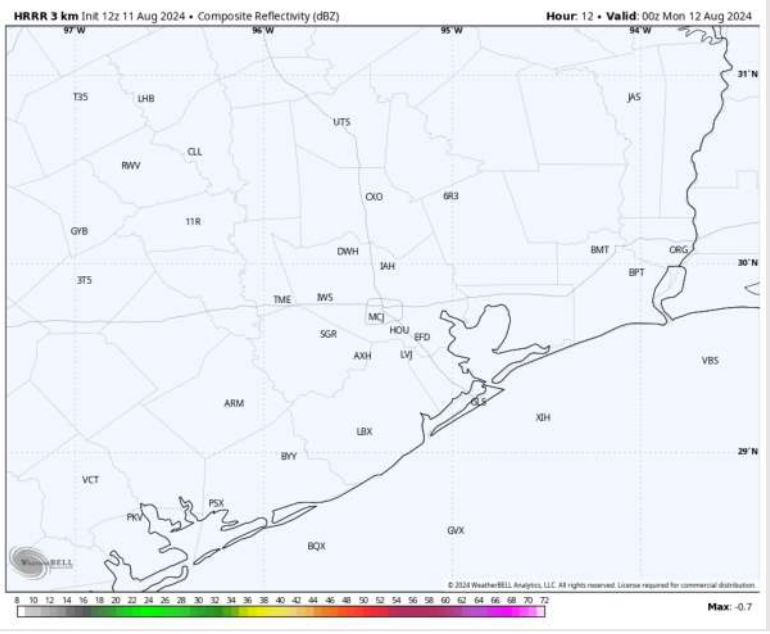 HRRR 3 km Init 12z 11 Aug 2024 • Composite Reflectivity (dBZ) Hour: 12 • Valid: 00z Mon 12 Aug 2024
97°W 96°W 95°W 94°W
31°N
T35 LHB JAS
UTS
CLL
RWV
CXO 6R3
11R
GYB
DWH BMT ORG
IAH 30°N
BPT
3T5
TME IWS
MCJ
SGR HOU EFD
AXH LVJ
VBS
ARM GLS
XIH
LBX
29°N
BYY
VCT
PSX
PKV
GVX
BQX
WeatherBELL
© 2024 WeatherBELL Analytics, LLC. All rights reserved. License required for commercial distribution.
8 10 12 14 16 18 20 22 24 26 28 30 32 34 36 38 40 42 44 46 48 50 52 54 56 58 60 62 64 66 68 70 72
Max: -0.7